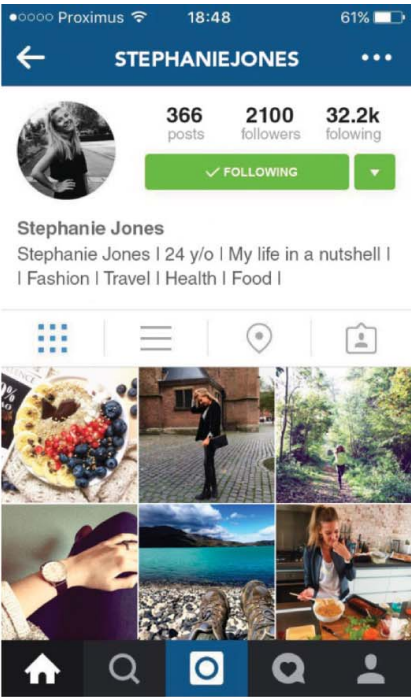 Proximus 18:48 61%
STEPHANIEJONES
366 2100 32.2k
posts followers folowing
FOLLOWING
Stephanie Jones
Stephanie Jones | 24 y/o | My life in a nutshell |
| Fashion | Travel | Health | Food |